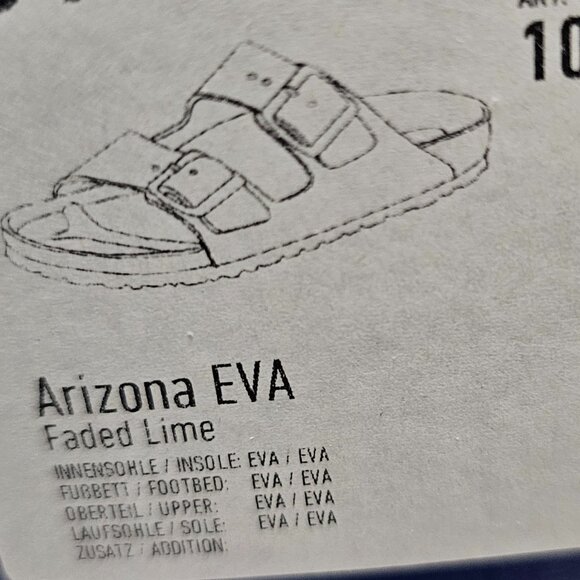 ART.
10
Arizona EVA
Faded Lime
INNENSOHLE / INSOLE: EVA / EVA
FUßBETT / FOOTBED: EVA / EVA
OBERTEIL / UPPER: EVA / EVA
LAUFSOHLE / SOLE: EVA / EVA
ZUSATZ / ADDITION: